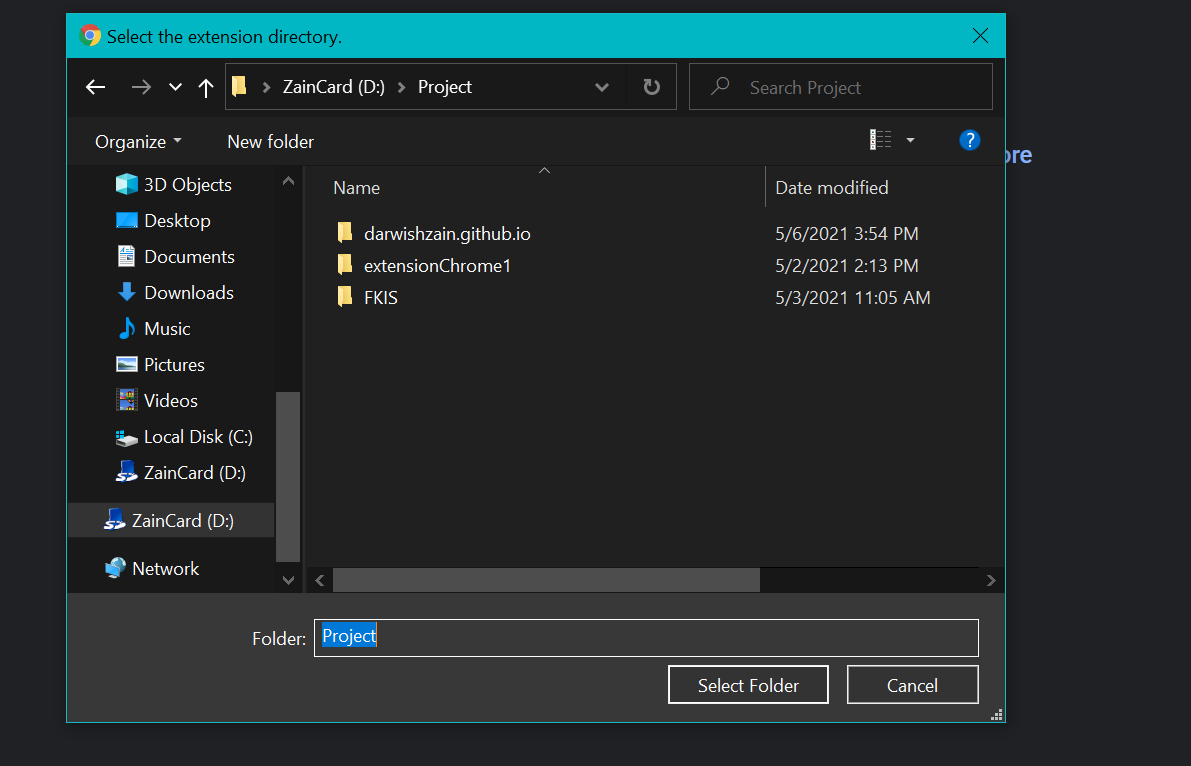 Select the extension directory.
ZainCard (D:) Project
Search Project
Organize
New folder
ore
3D Objects
Desktop
Documents
Downloads
Music
Pictures
Videos
Local Disk (C:)
ZainCard (D:)
ZainCard (D:)
Network
Name Date modified
darwishzain.github.io 5/6/2021 3:54 PM
extensionChrome1 5/2/2021 2:13 PM
FKIS 5/3/2021 11:05 AM
Folder: Project
Select Folder Cancel